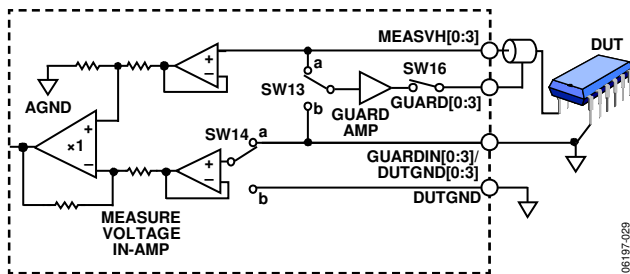 MEASVH[0:3]
DUT
a
SW13
b
AGND
GUARD
AMP
SW16
GUARD[0:3]
+
−
×1
+
−
SW14
a
b
+
−
GUARDIN[0:3]/
DUTGND[0:3]
DUTGND
MEASURE
VOLTAGE
IN-AMP
06197-029